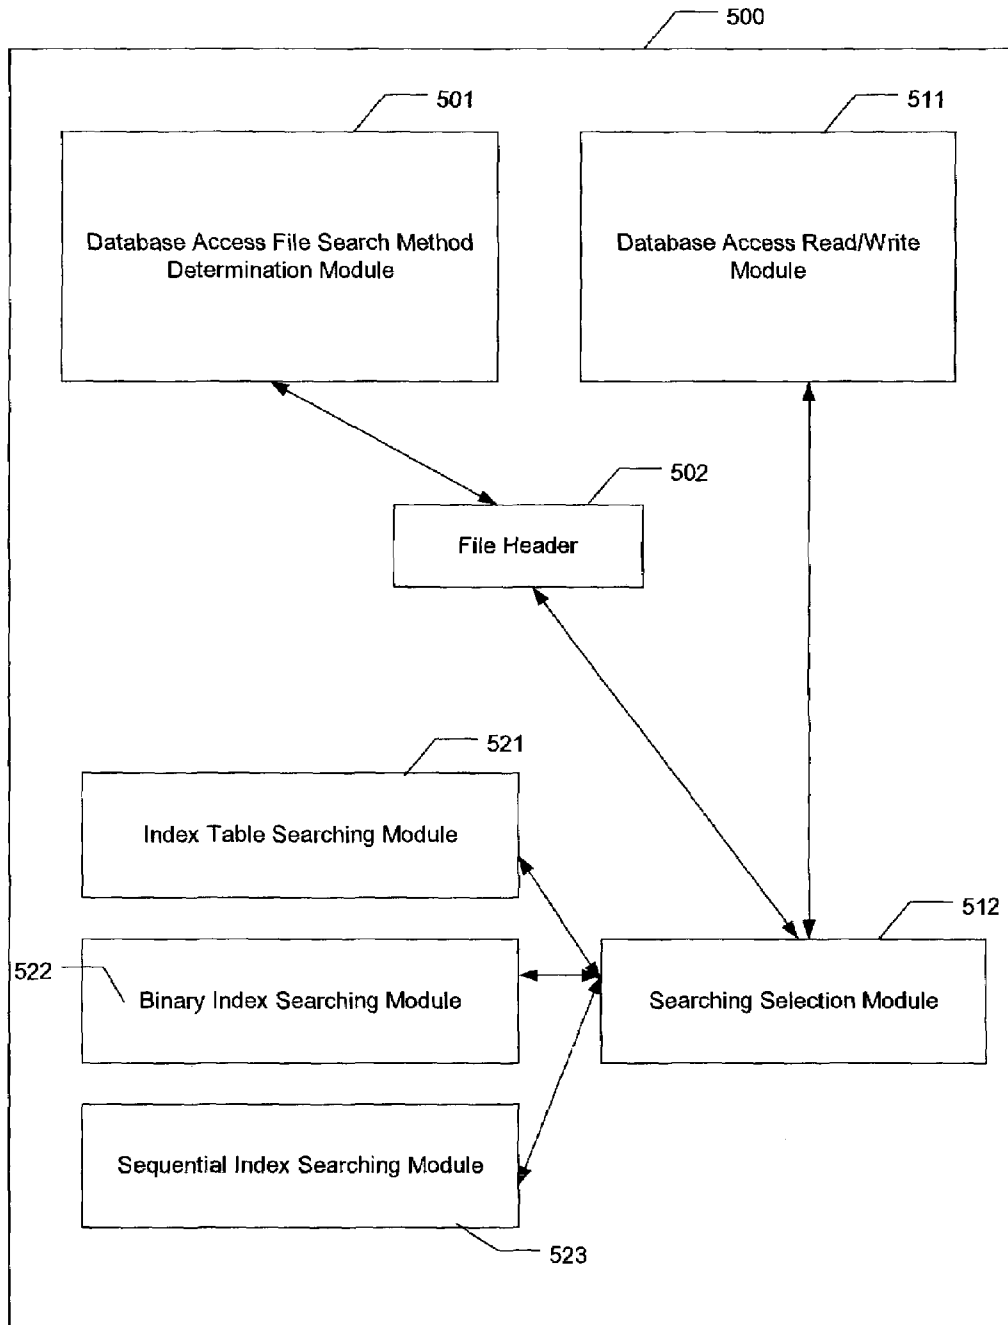 500
501
511
Database Access File Search Method
Determination Module
Database Access Read/Write
Module
502
File Header
521
Index Table Searching Module
512
522
Binary Index Searching Module
Searching Selection Module
Sequential Index Searching Module
523